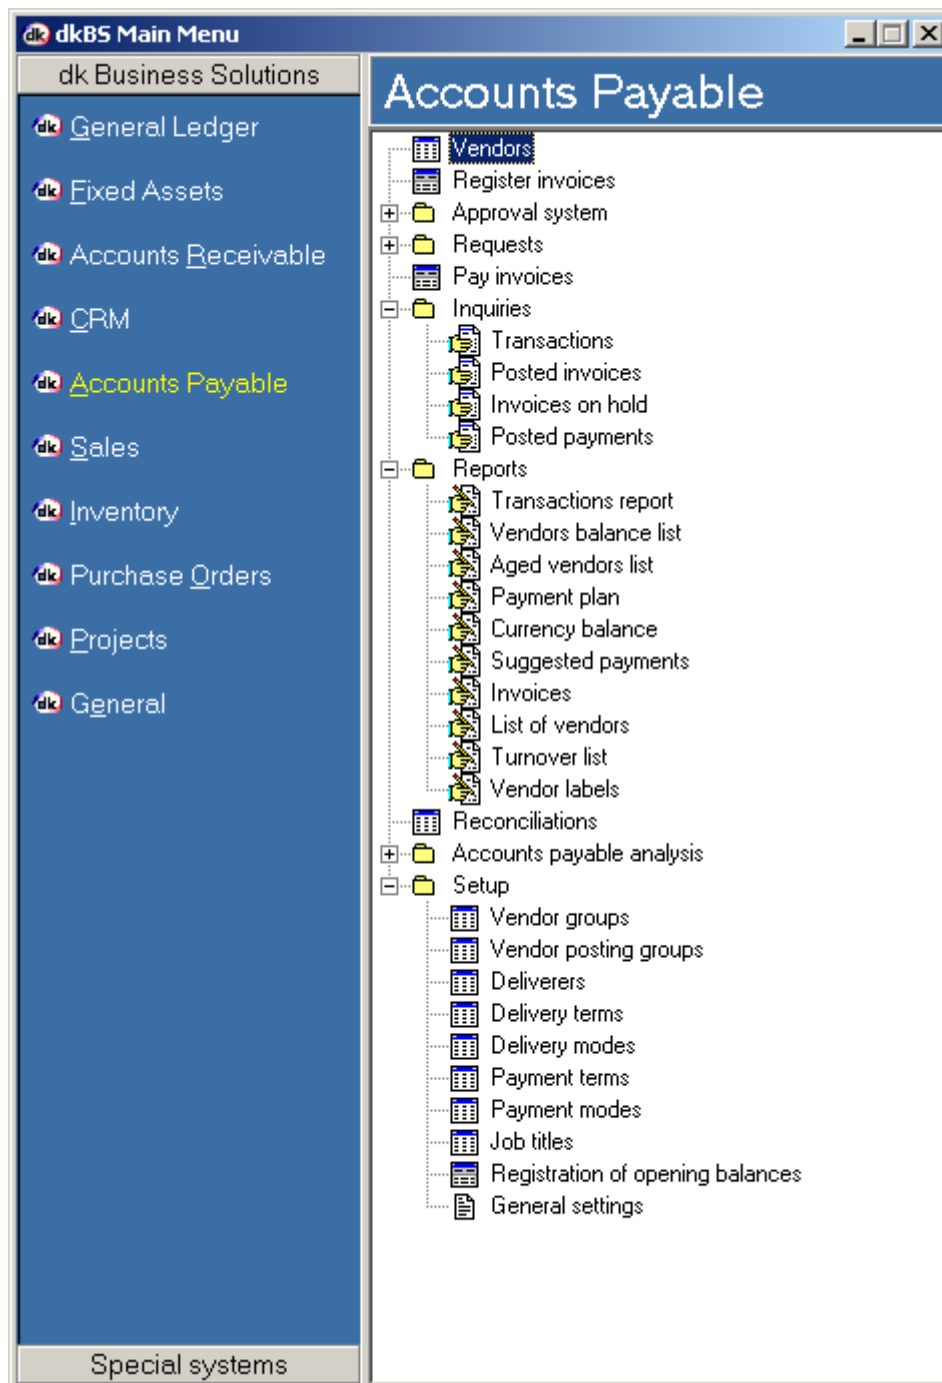 dkBS Main Menu
dk Business Solutions
General Ledger
Fixed Assets
Accounts Receivable
CRM
Accounts Payable
Sales
Inventory
Purchase Orders
Projects
General
Special systems
Accounts Payable
Vendors
Register invoices
Approval system
Requests
Pay invoices
Inquiries
Transactions
Posted invoices
Invoices on hold
Posted payments
Reports
Transactions report
Vendors balance list
Aged vendors list
Payment plan
Currency balance
Suggested payments
Invoices
List of vendors
Turnover list
Vendor labels
Reconciliations
Accounts payable analysis
Setup
Vendor groups
Vendor posting groups
Deliverers
Delivery terms
Delivery modes
Payment terms
Payment modes
Job titles
Registration of opening balances
General settings